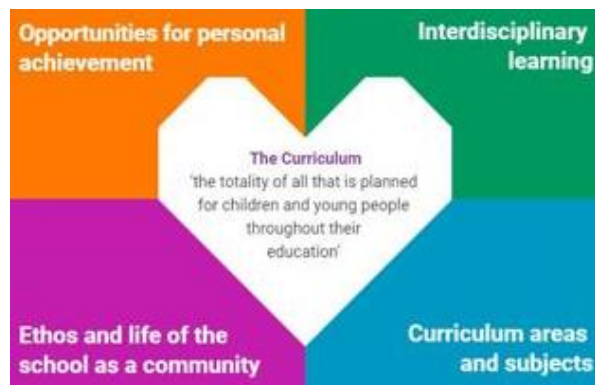 Opportunities for personal
achievement
Interdisciplinary
learning
The Curriculum
'the totality of all that is planned
for children and young people
throughout their
education'
Ethos and life of the
school as a community
Curriculum areas
and subjects